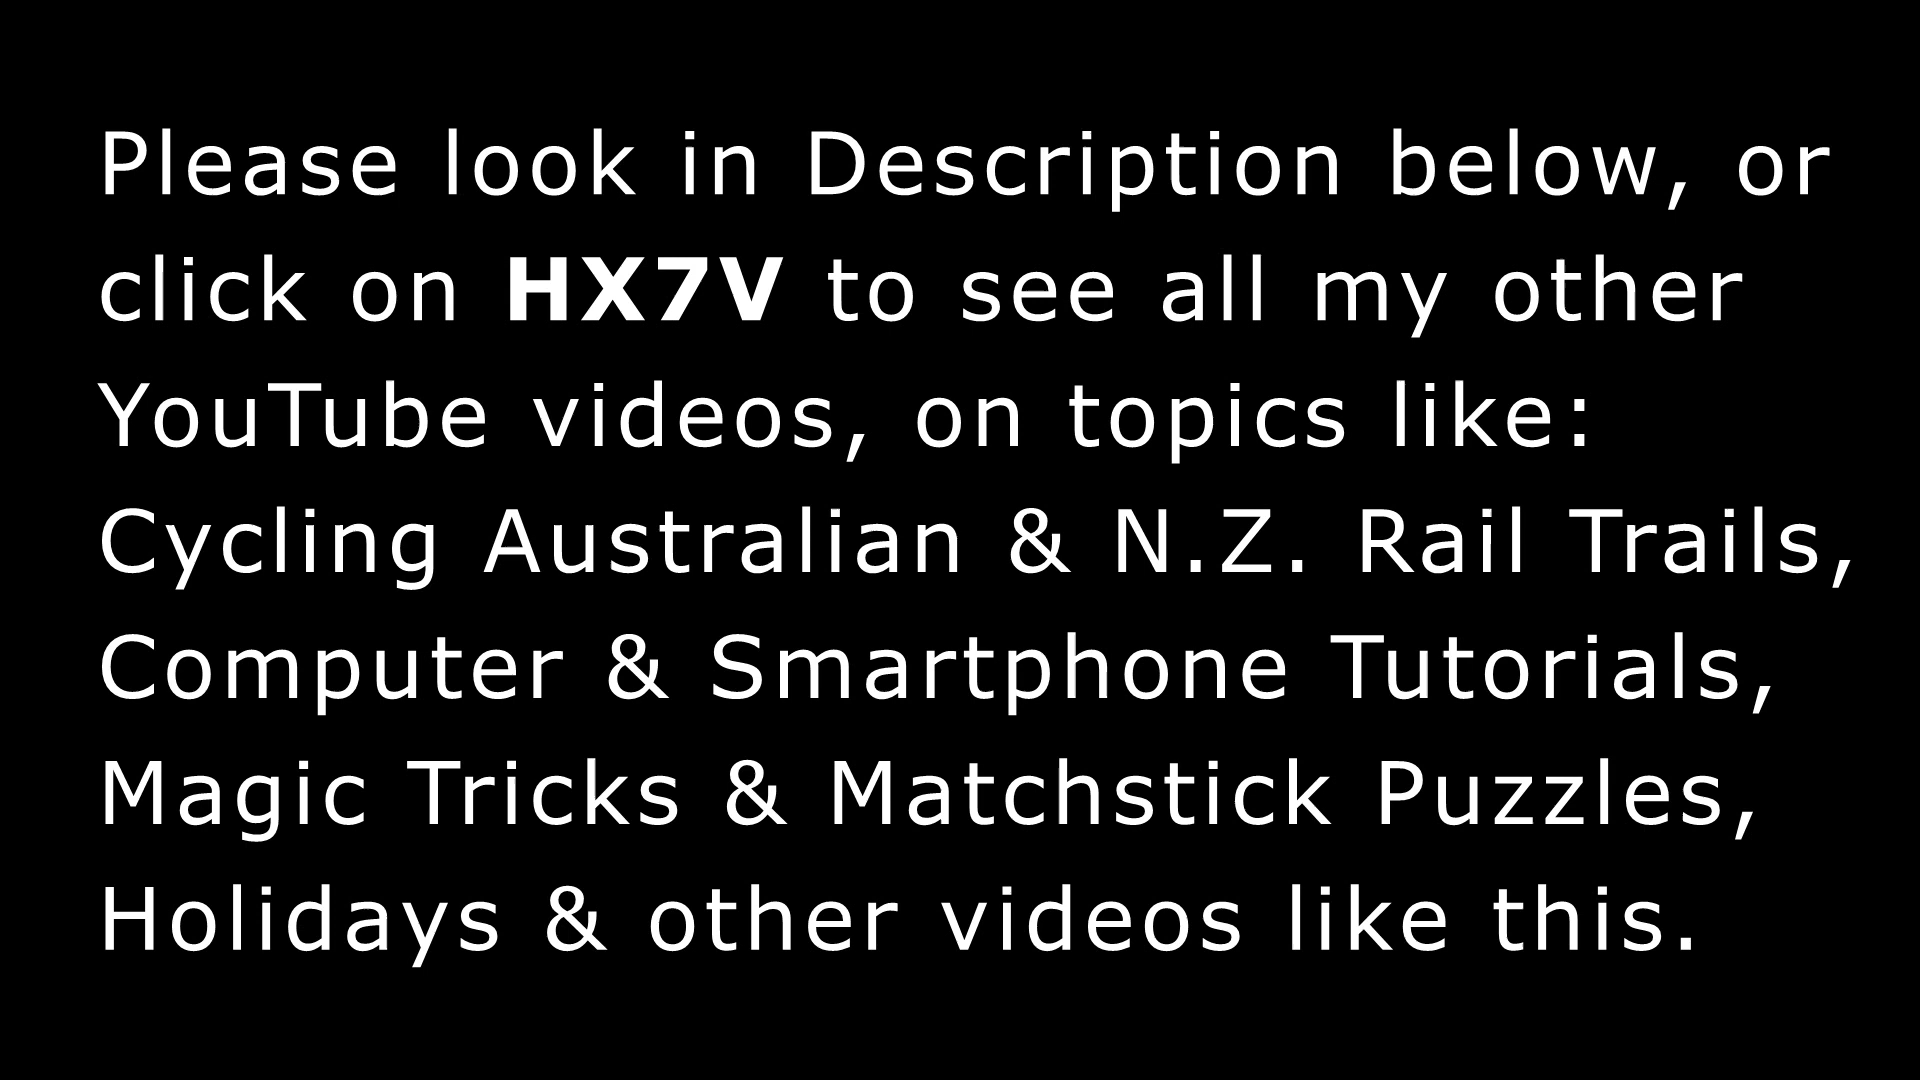 Please look in Description below, or
click on HX7V to see all my other
YouTube videos, on topics like:
Cycling Australian & N.Z. Rail Trails,
Computer & Smartphone Tutorials,
Magic Tricks & Matchstick Puzzles,
Holidays & other videos like this.